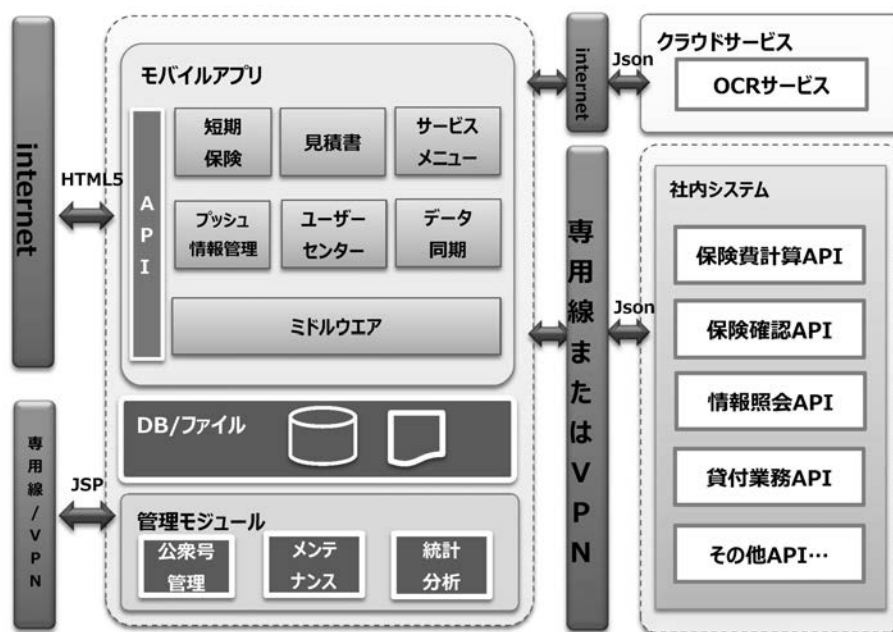 internet
HTML5
モバイルアプリ
API
短期
保険
見積書
サービス
メニュー
プッシュ
情報管理
ユーザー
センター
データ
同期
ミドルウエア
DB/ファイル
専用線/VPN
JSP
管理モジュール
公衆号
管理
メンテ
ナンス
統計
分析
internet
Json
クラウドサービス
OCRサービス
専用線またはVPN
Json
社内システム
保険費計算API
保険確認API
情報照会API
貸付業務API
その他API…